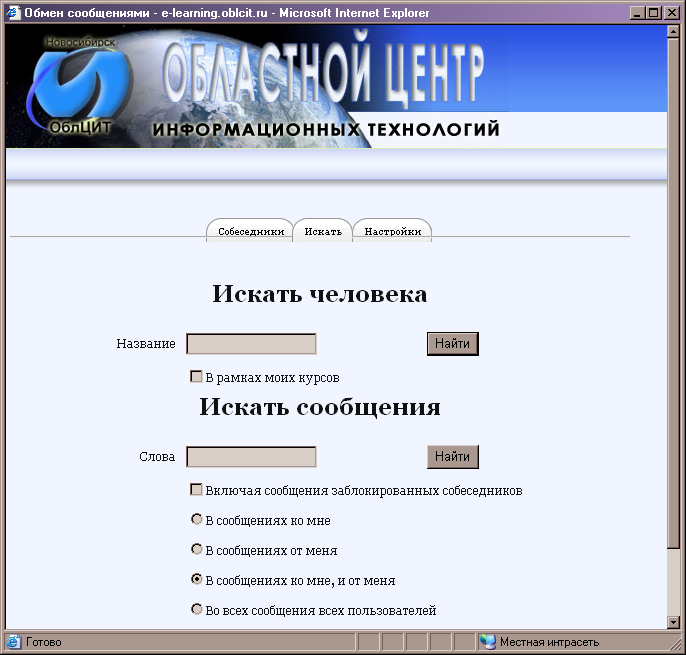 Обмен сообщениями - e-learning.oblcit.ru - Microsoft Internet Explorer
Новосибирск
ОблЦИТ
ОБЛАСТНОЙ ЦЕНТР
ИНФОРМАЦИОННЫХ ТЕХНОЛОГИЙ
Собеседники Искать Настройки
Искать человека
Название Найти
В рамках моих курсов
Искать сообщения
Слова Найти
Включая сообщения заблокированных собеседников
В сообщениях ко мне
В сообщениях от меня
В сообщениях ко мне, и от меня
Во всех сообщения всех пользователей
Готово Местная интрасеть